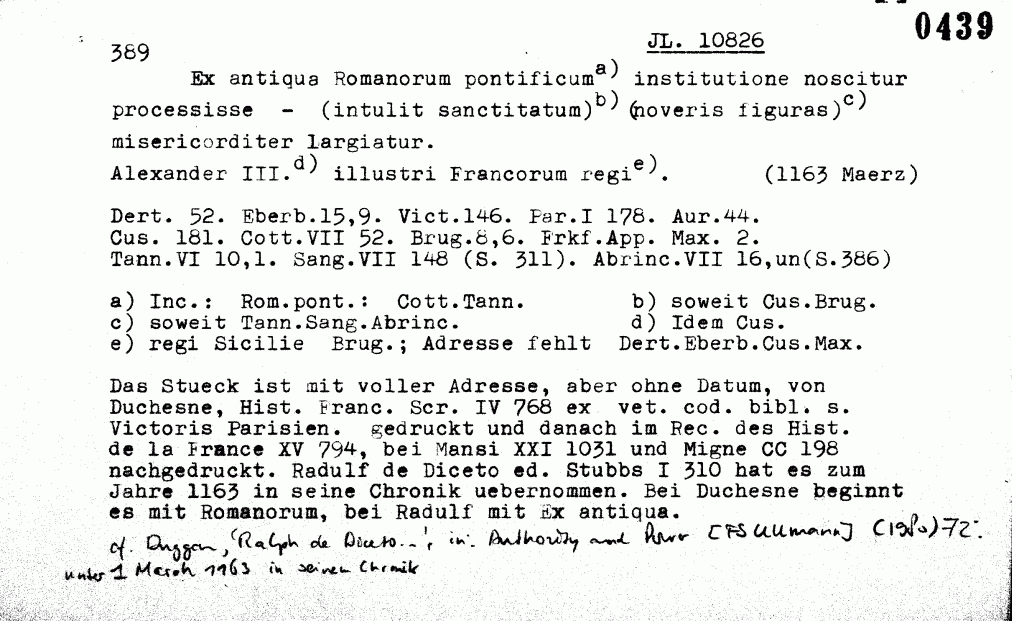 0439
389 JL. 10826
Ex antiqua Romanorum pontificum a) institutione noscitur
processisse - (intulit sanctitatum) b) (noveris figuras) c)
misericorditer largiatur.
Alexander III. d) illustri Francorum regi e). (1163 Maerz)
Dert. 52. Eberb.15,9. Vict.146. Par.I 178. Aur.44.
Cus. 181. Cott.VII 52. Brug.8,6. Frkf.App. Max. 2.
Tann.VI 10,1. Sang.VII 148 (S. 311). Abrinc.VII 16,un(S.386)
a) Inc.: Rom.pont.: Cott.Tann. b) soweit Cus.Brug.
c) soweit Tann.Sang.Abrinc. d) Idem Cus.
e) regi Sicilie Brug.; Adresse fehlt Dert.Eberb.Cus.Max.
Das Stueck ist mit voller Adresse, aber ohne Datum, von
Duchesne, Hist. Franc. Scr. IV 768 ex vet. cod. bibl. s.
Victoris Parisien. gedruckt und danach im Rec. des Hist.
de la France XV 794, bei Mansi XXI 1031 und Migne CC 198
nachgedruckt. Radulf de Diceto ed. Stubbs I 310 hat es zum
Jahre 1163 in seine Chronik uebernommen. Bei Duchesne beginnt
es mit Romanorum, bei Radulf mit Ex antiqua.
cf. Duggan, 'Ralph de Diceto...', in: Authority and Power [FS Ullmann] (1980) 72:
unter 1 March 1163 in seinen Chronik